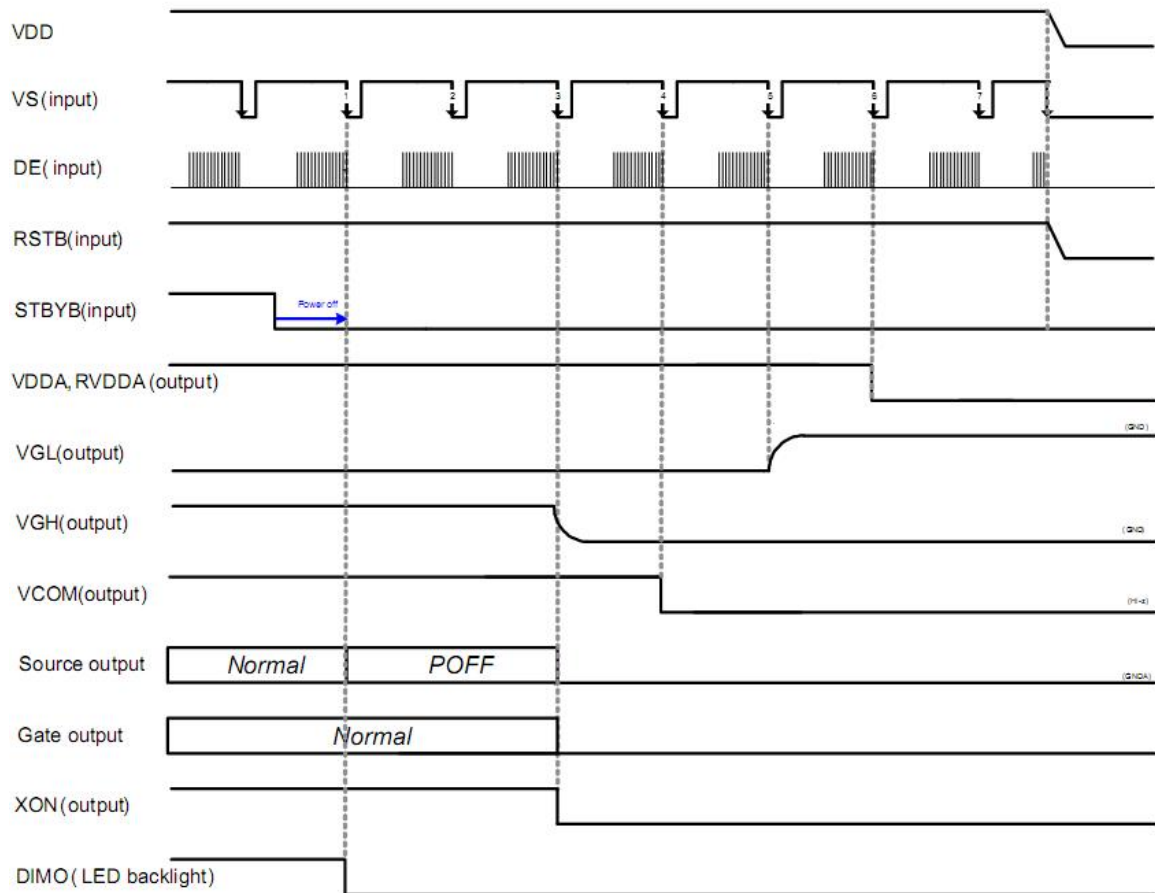 VDD
VS(input)
1 2 3 4 5 6 7
DE( input)
RSTB(input)
STBYB(input)
Power off
VDDA, RVDDA (output)
VGL(output)
(GND)
VGH(output)
(GND)
VCOM(output)
(Hi-z)
Source output
Normal
POFF
(GNDA)
Gate output
Normal
XON(output)
DIMO( LED backlight)